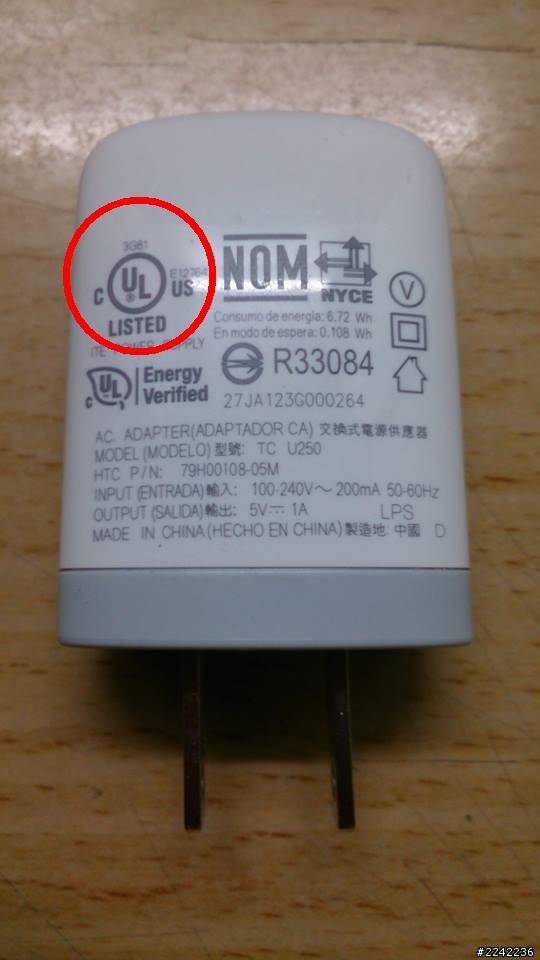 3G81
C UL US
®
LISTED
ITE POWER SUPPLY
NOM
NYCE
V
Consumo de energía: 6.72 Wh
En modo de espera: 0.108 Wh
R33084
C UL Energy
Verified
27JA123G000264
AC ADAPTER(ADAPTADOR CA) 交換式電源供應器
MODEL (MODELO) 型號: TC U250
HTC P/N: 79H00108-05M
INPUT (ENTRADA) 輸入: 100-240V～ 200mA 50-60Hz
OUTPUT (SALIDA) 輸出: 5V⎓ 1A LPS
MADE IN CHINA (HECHO EN CHINA) 製造地: 中國 D
#2242236